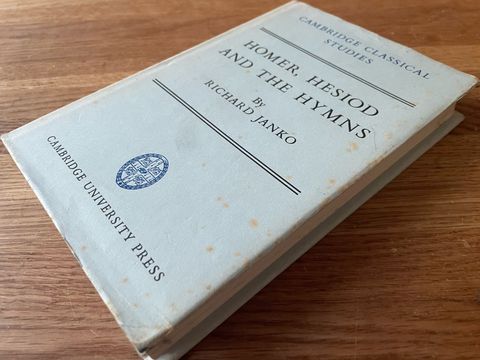 CAMBRIDGE CLASSICAL
STUDIES
HOMER, HESIOD
AND THE HYMNS
By
RICHARD JANKO
CAMBRIDGE UNIVERSITY PRESS